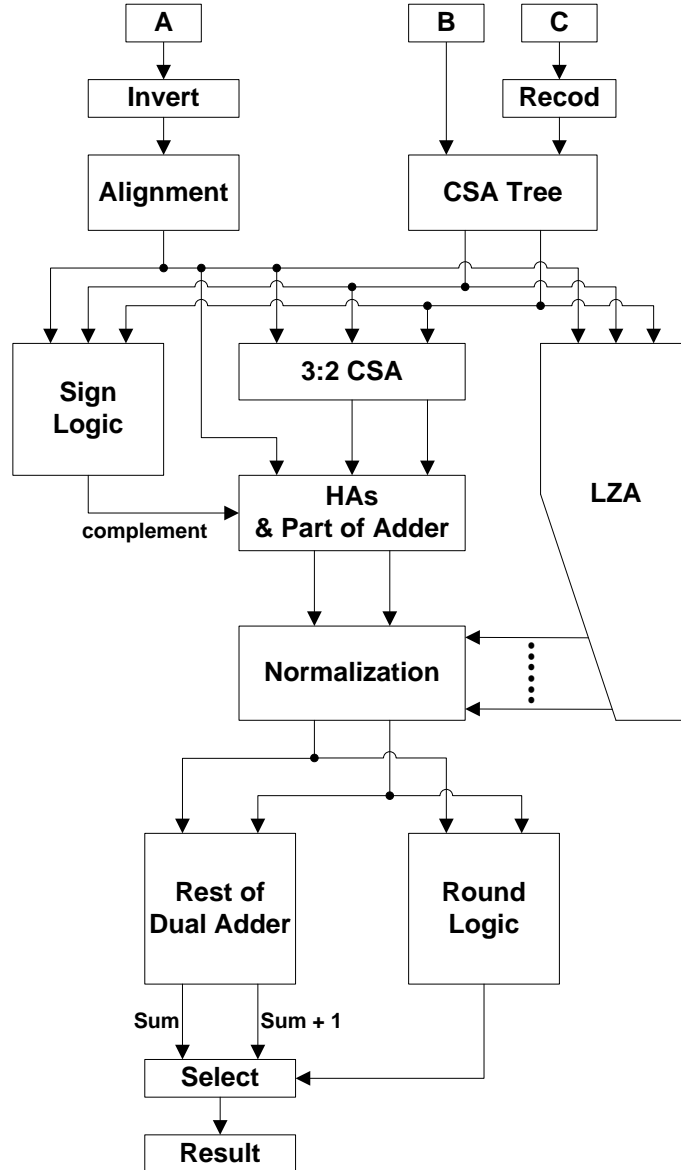 A
B
C
Invert
Recod
Alignment
CSA Tree
Sign
Logic
3:2 CSA
LZA
HAs
& Part of Adder
complement
Normalization
Rest of
Dual Adder
Round
Logic
Sum
Sum + 1
Select
Result